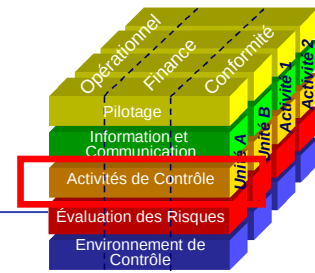 Opérationnel
Finance
Conformité
Pilotage
Information et
Communication
Activités de Contrôle
Évaluation des Risques
Environnement de
Contrôle
Unité A
Unité B
Activité 1
Activité 2